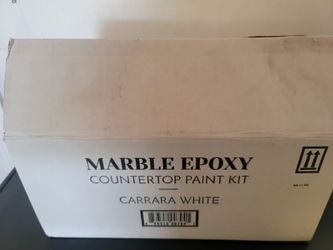 MARBLE EPOXY
COUNTERTOP PAINT KIT
CARRARA WHITE